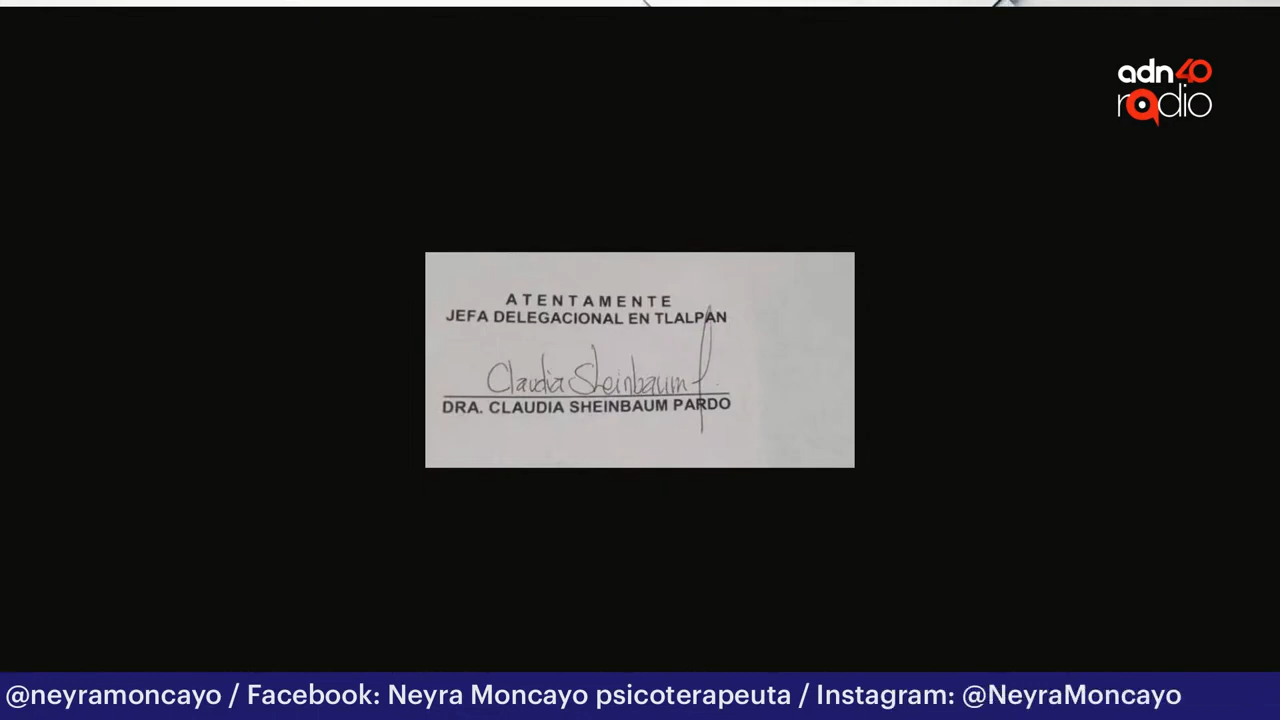 adn40
radio
ATENTAMENTE
JEFA DELEGACIONAL EN TLALPAN
Claudia Sheinbaum P.
DRA. CLAUDIA SHEINBAUM PARDO
@neyramoncayo / Facebook: Neyra Moncayo psicoterapeuta / Instagram: @NeyraMoncayo